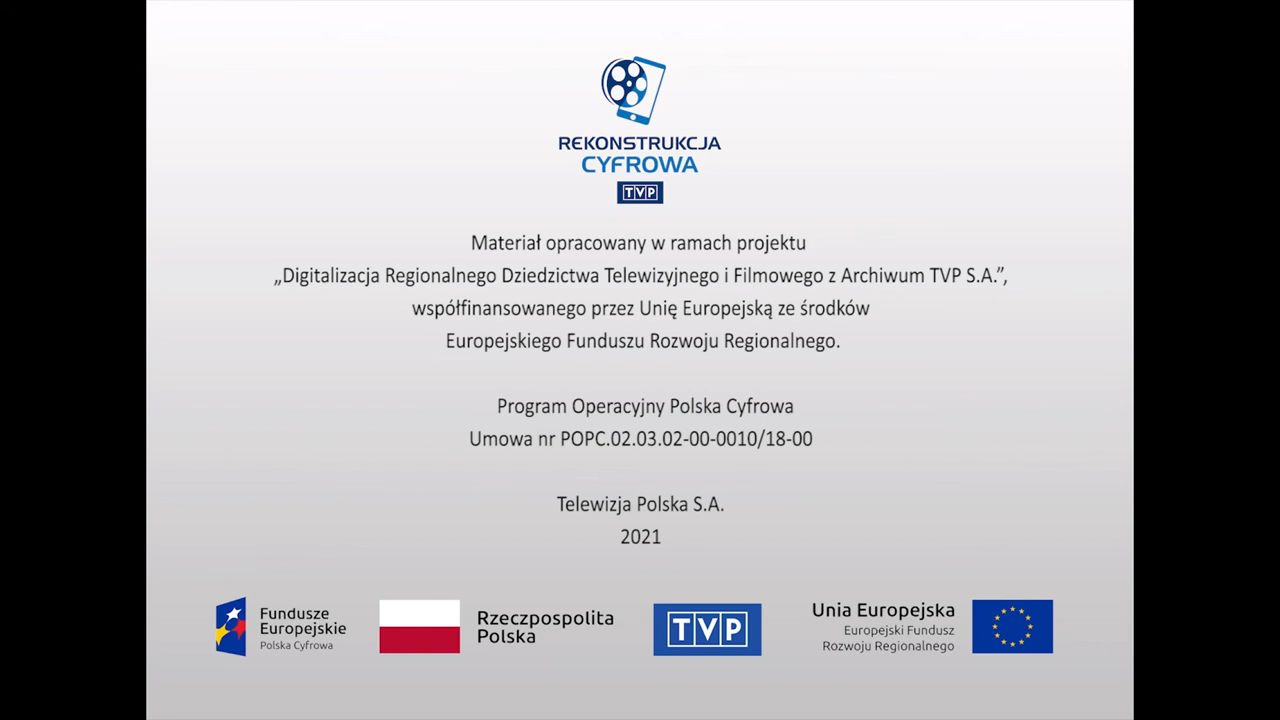 REKONSTRUKCJA
CYFROWA
TVP
Materiał opracowany w ramach projektu
„Digitalizacja Regionalnego Dziedzictwa Telewizyjnego i Filmowego z Archiwum TVP S.A.”,
współfinansowanego przez Unię Europejską ze środków
Europejskiego Funduszu Rozwoju Regionalnego.
Program Operacyjny Polska Cyfrowa
Umowa nr POPC.02.03.02-00-0010/18-00
Telewizja Polska S.A.
2021
Fundusze
Europejskie
Polska Cyfrowa
Rzeczpospolita
Polska
TVP
Unia Europejska
Europejski Fundusz
Rozwoju Regionalnego